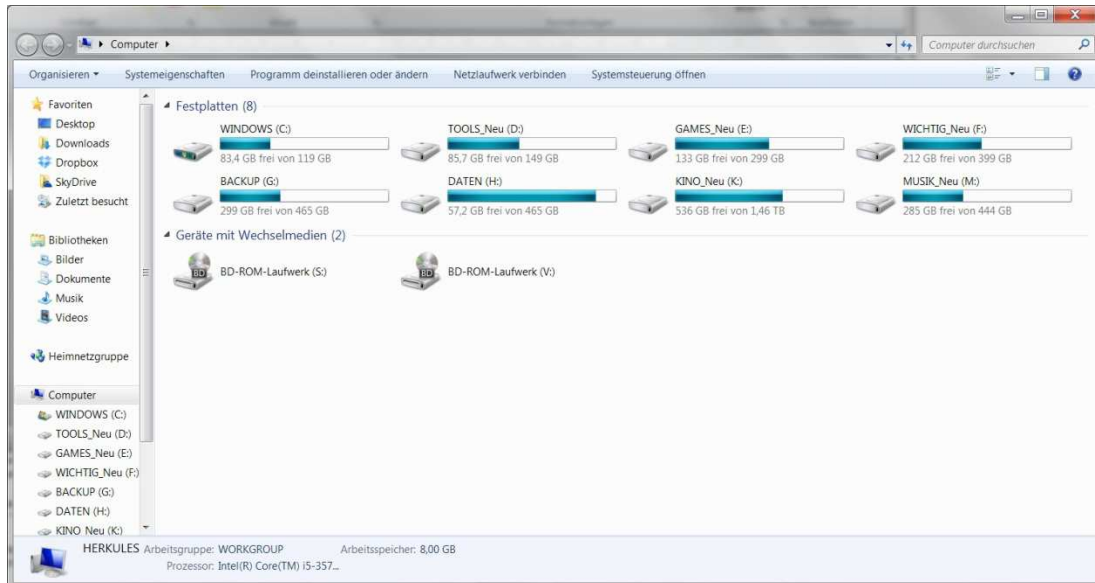 Computer
Computer durchsuchen
Organisieren Systemeigenschaften Programm deinstallieren oder ändern Netzlaufwerk verbinden Systemsteuerung öffnen
Favoriten
Desktop
Downloads
Dropbox
SkyDrive
Zuletzt besucht
Bibliotheken
Bilder
Dokumente
Musik
Videos
Heimnetzgruppe
Computer
WINDOWS (C:)
TOOLS_Neu (D:)
GAMES_Neu (E:)
WICHTIG_Neu (F:)
BACKUP (G:)
DATEN (H:)
KINO_Neu (K:)
Festplatten (8)
WINDOWS (C:)
83,4 GB frei von 119 GB
TOOLS_Neu (D:)
85,7 GB frei von 149 GB
GAMES_Neu (E:)
133 GB frei von 299 GB
WICHTIG_Neu (F:)
212 GB frei von 399 GB
BACKUP (G:)
299 GB frei von 465 GB
DATEN (H:)
57,2 GB frei von 465 GB
KINO_Neu (K:)
536 GB frei von 1,46 TB
MUSIK_Neu (M:)
285 GB frei von 444 GB
Geräte mit Wechselmedien (2)
BD
BD-ROM-Laufwerk (S:)
BD
BD-ROM-Laufwerk (V:)
HERKULES Arbeitsgruppe: WORKGROUP Arbeitsspeicher: 8,00 GB
Prozessor: Intel(R) Core(TM) i5-357...